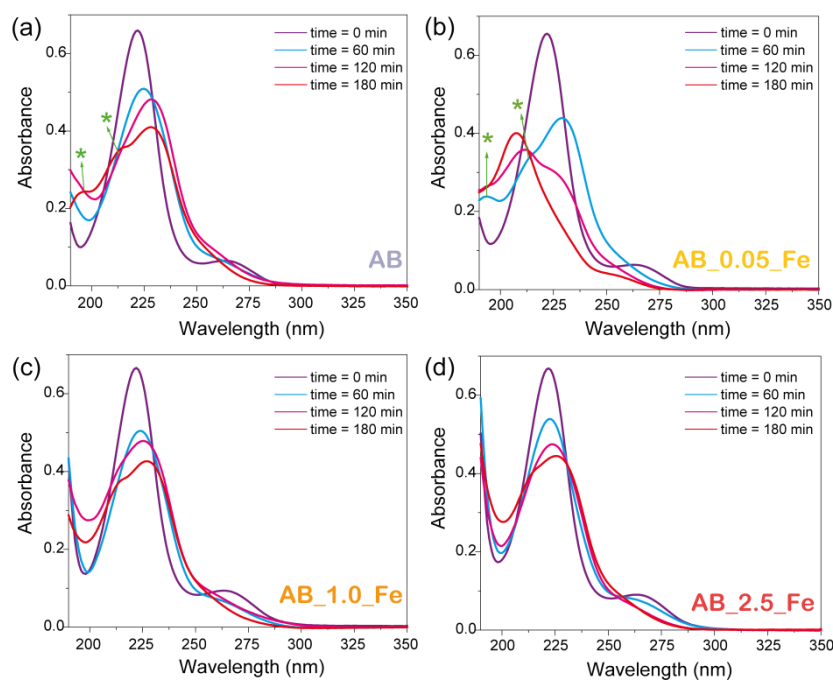 (a)
time = 0 min
time = 60 min
time = 120 min
time = 180 min
*
*
0.6
0.4
0.2
0.0
Absorbance
AB
200 225 250 275 300 325 350
Wavelength (nm)
(b)
time = 0 min
time = 60 min
time = 120 min
time = 180 min
*
*
0.6
0.4
0.2
0.0
Absorbance
AB_0.05_Fe
200 225 250 275 300 325 350
Wavelength (nm)
(c)
time = 0 min
time = 60 min
time = 120 min
time = 180 min
0.6
0.4
0.2
0.0
Absorbance
AB_1.0_Fe
200 225 250 275 300 325 350
Wavelength (nm)
(d)
time = 0 min
time = 60 min
time = 120 min
time = 180 min
0.6
0.4
0.2
0.0
Absorbance
AB_2.5_Fe
200 225 250 275 300 325 350
Wavelength (nm)